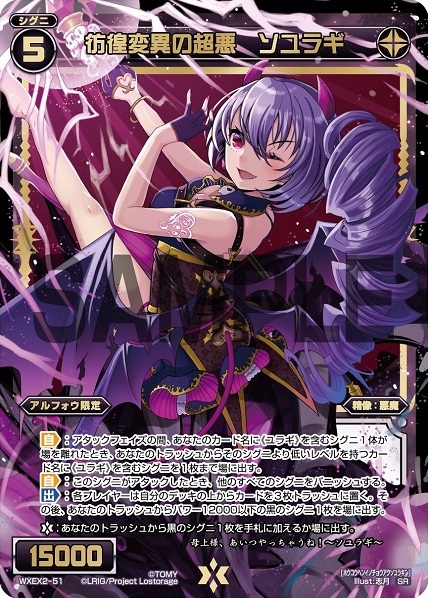 シグニ
5
彷徨変異の超悪 ソユラギ
SAMPLE
アルフォウ限定
精像：悪魔
自：アタックフェイズの間、あなたのカード名に《ユラギ》を含むシグニ１体が
場を離れたとき、あなたのトラッシュからそのシグニより低いレベルを持つカー
ド名に《ユラギ》を含むシグニを１枚まで場に出す。
自：このシグニがアタックしたとき、他のすべてのシグニをバニッシュする。
出：各プレイヤーは自分のデッキの上からカードを３枚トラッシュに置く。そ
の後、あなたのトラッシュからパワー12000以下の黒のシグニ１枚を場に出す。
：あなたのトラッシュから黒のシグニ１枚を手札に加えるか場に出す。
母上様、あいつやっちゃうね！～ソユラギ～
15000
WXEX2-51
©TOMY
©LRIG/Project Lostorage
Illust:志月 SR